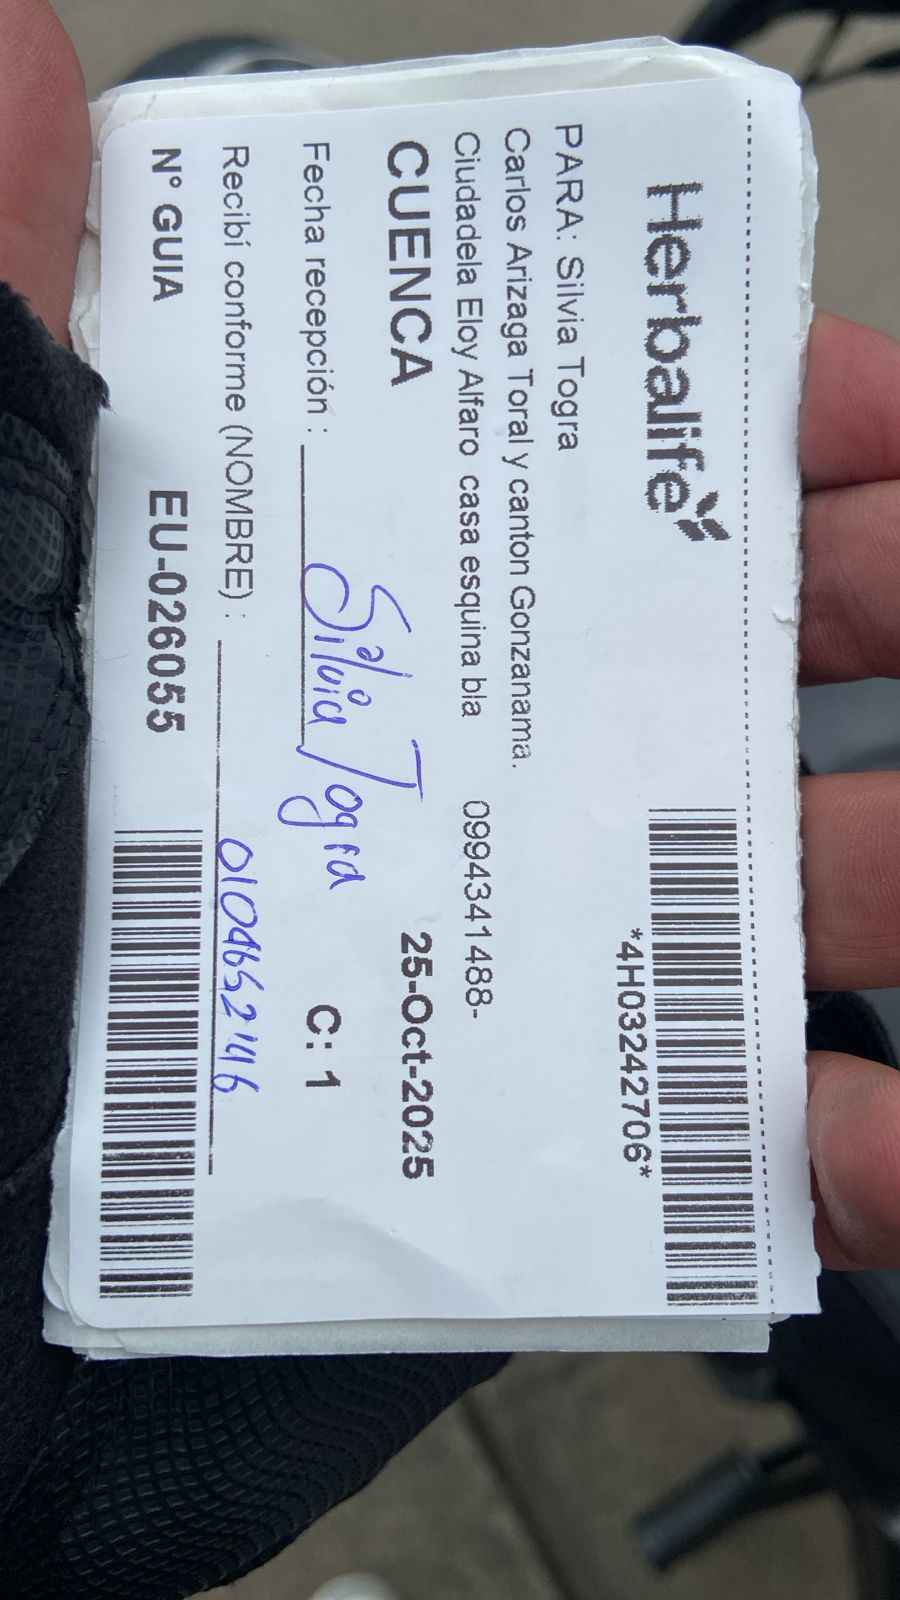 Herbalife
*4H03242706*
PARA: Silvia Togra
Carlos Arizaga Toral y canton Gonzanama.
Ciudadela Eloy Alfaro casa esquina bla 0994341488-
CUENCA 25-Oct-2025
Fecha recepción : Silvia Togra C: 1
Recibí conforme (NOMBRE) : 0104652146
N° GUIA EU-026055